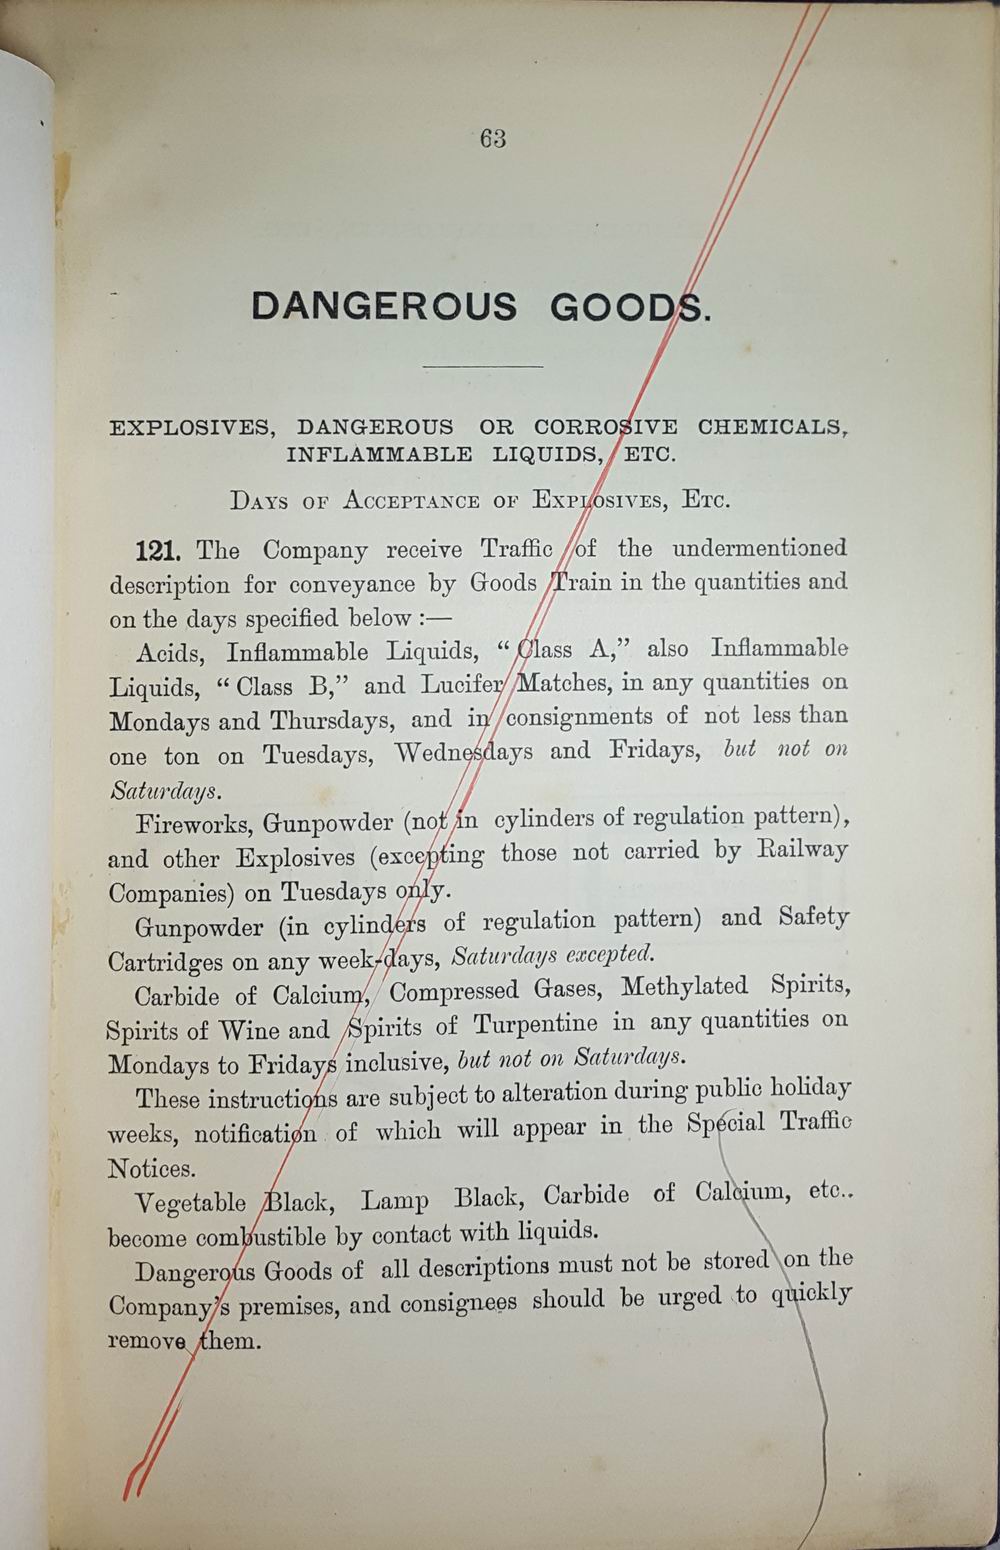 63
DANGEROUS GOODS.
EXPLOSIVES, DANGEROUS OR CORROSIVE CHEMICALS,
INFLAMMABLE LIQUIDS, ETC.
Days of Acceptance of Explosives, Etc.
121. The Company receive Traffic of the undermentioned
description for conveyance by Goods Train in the quantities and
on the days specified below :—
Acids, Inflammable Liquids, “Class A,” also Inflammable
Liquids, “Class B,” and Lucifer Matches, in any quantities on
Mondays and Thursdays, and in consignments of not less than
one ton on Tuesdays, Wednesdays and Fridays, but not on
Saturdays.
Fireworks, Gunpowder (not in cylinders of regulation pattern),
and other Explosives (excepting those not carried by Railway
Companies) on Tuesdays only.
Gunpowder (in cylinders of regulation pattern) and Safety
Cartridges on any week-days, Saturdays excepted.
Carbide of Calcium, Compressed Gases, Methylated Spirits,
Spirits of Wine and Spirits of Turpentine in any quantities on
Mondays to Fridays inclusive, but not on Saturdays.
These instructions are subject to alteration during public holiday
weeks, notification of which will appear in the Special Traffic
Notices.
Vegetable Black, Lamp Black, Carbide of Calcium, etc..
become combustible by contact with liquids.
Dangerous Goods of all descriptions must not be stored on the
Company’s premises, and consignees should be urged to quickly
remove them.